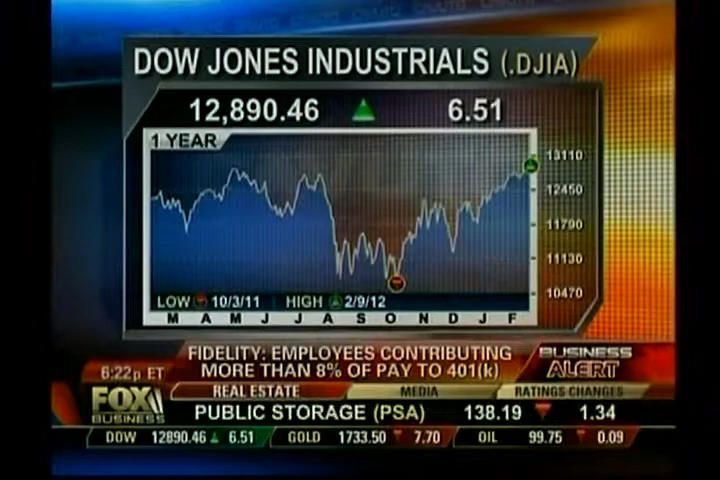 DOW JONES INDUSTRIALS (.DJIA)
12,890.46 6.51
1 YEAR
13110
12450
11790
11130
10470
LOW 10/3/11 HIGH 2/9/12
M A M J J A S O N D J F
FIDELITY: EMPLOYEES CONTRIBUTING
MORE THAN 8% OF PAY TO 401(k)
BUSINESS
ALERT
6:22p ET
REAL ESTATE MEDIA RATINGS CHANGES
FOX
BUSINESS
PUBLIC STORAGE (PSA) 138.19 1.34
DOW 12890.46 6.51 GOLD 1733.50 7.70 OIL 99.75 0.09